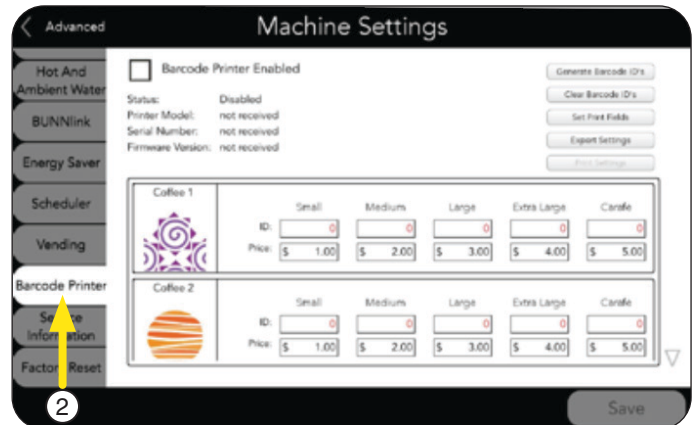 Advanced
Machine Settings
Hot And
Ambient Water
BUNNlink
Energy Saver
Scheduler
Vending
Barcode Printer
Service
Information
Factory Reset
2
Barcode Printer Enabled
Status: Disabled
Printer Model: not received
Serial Number: not received
Firmware Version: not received
Generate Barcode ID's
Clear Barcode ID's
Set Print Fields
Export Settings
Print Settings
Coffee 1
Small Medium Large Extra Large Carafe
ID: 0 0 0 0 0
Price: $ 1.00 $ 2.00 $ 3.00 $ 4.00 $ 5.00
Coffee 2
Small Medium Large Extra Large Carafe
ID: 0 0 0 0 0
Price: $ 1.00 $ 2.00 $ 3.00 $ 4.00 $ 5.00
Save